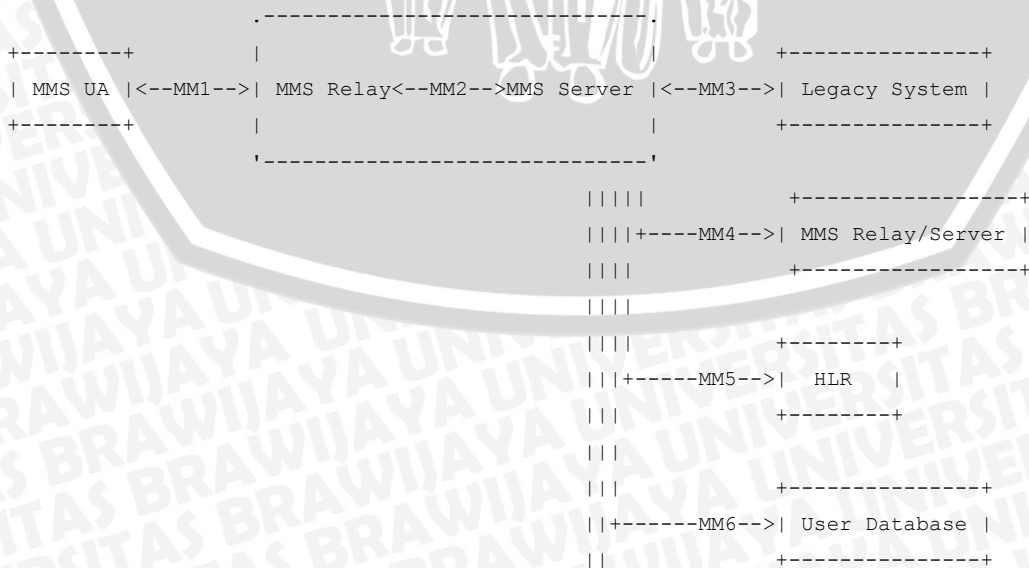 .------------------------------.
+--------+ | | +---------------+
| MMS UA |<--MM1-->| MMS Relay<--MM2-->MMS Server |<--MM3-->| Legacy System |
+--------+ | | +---------------+
'------------------------------'
||||| +----------------+
||||+----MM4-->| MMS Relay/Server |
|||| +----------------+
||||
|||| +--------+
|||+-----MM5-->| HLR |
||| +--------+
|||
||| +---------------+
||+------MM6-->| User Database |
|| +---------------+